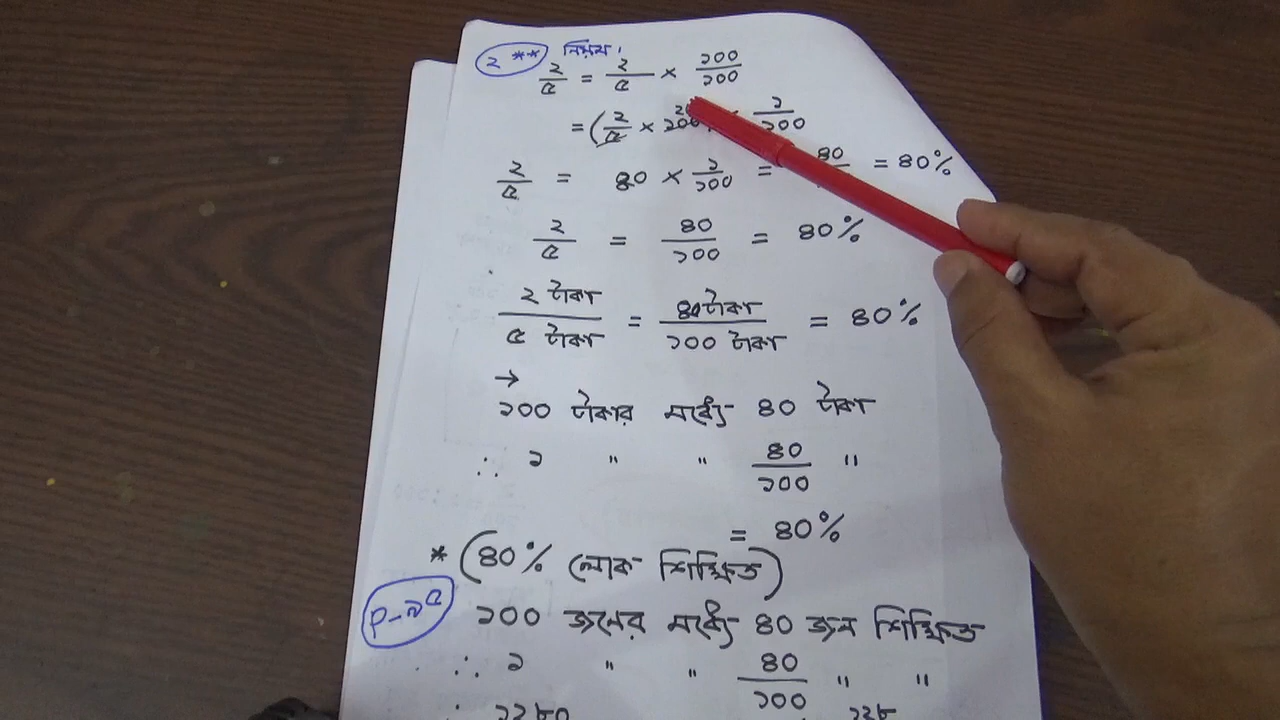 ২ ** নিয়ম।
২/৫ = ২/৫ × ১০০/১০০
= (২/৫ × ১০০ ১/১০০
২/৫ = ৪০ × ১/১০০ = ৪০ = ৪০%
২/৫ = ৪০/১০০ = ৪০%
২ টাকা/৫ টাকা = ৪০টাকা/১০০ টাকা = ৪০%
→
১০০ টাকার মধ্যে ৪০ টাকা
∴ ১ " " ৪০/১০০ "
= ৪০%
* (৪০% লোক শিক্ষিত)
P-৯৫ ১০০ জনের মধ্যে ৪০ জন শিক্ষিত
∴ ১ " " ৪০/১০০ " "